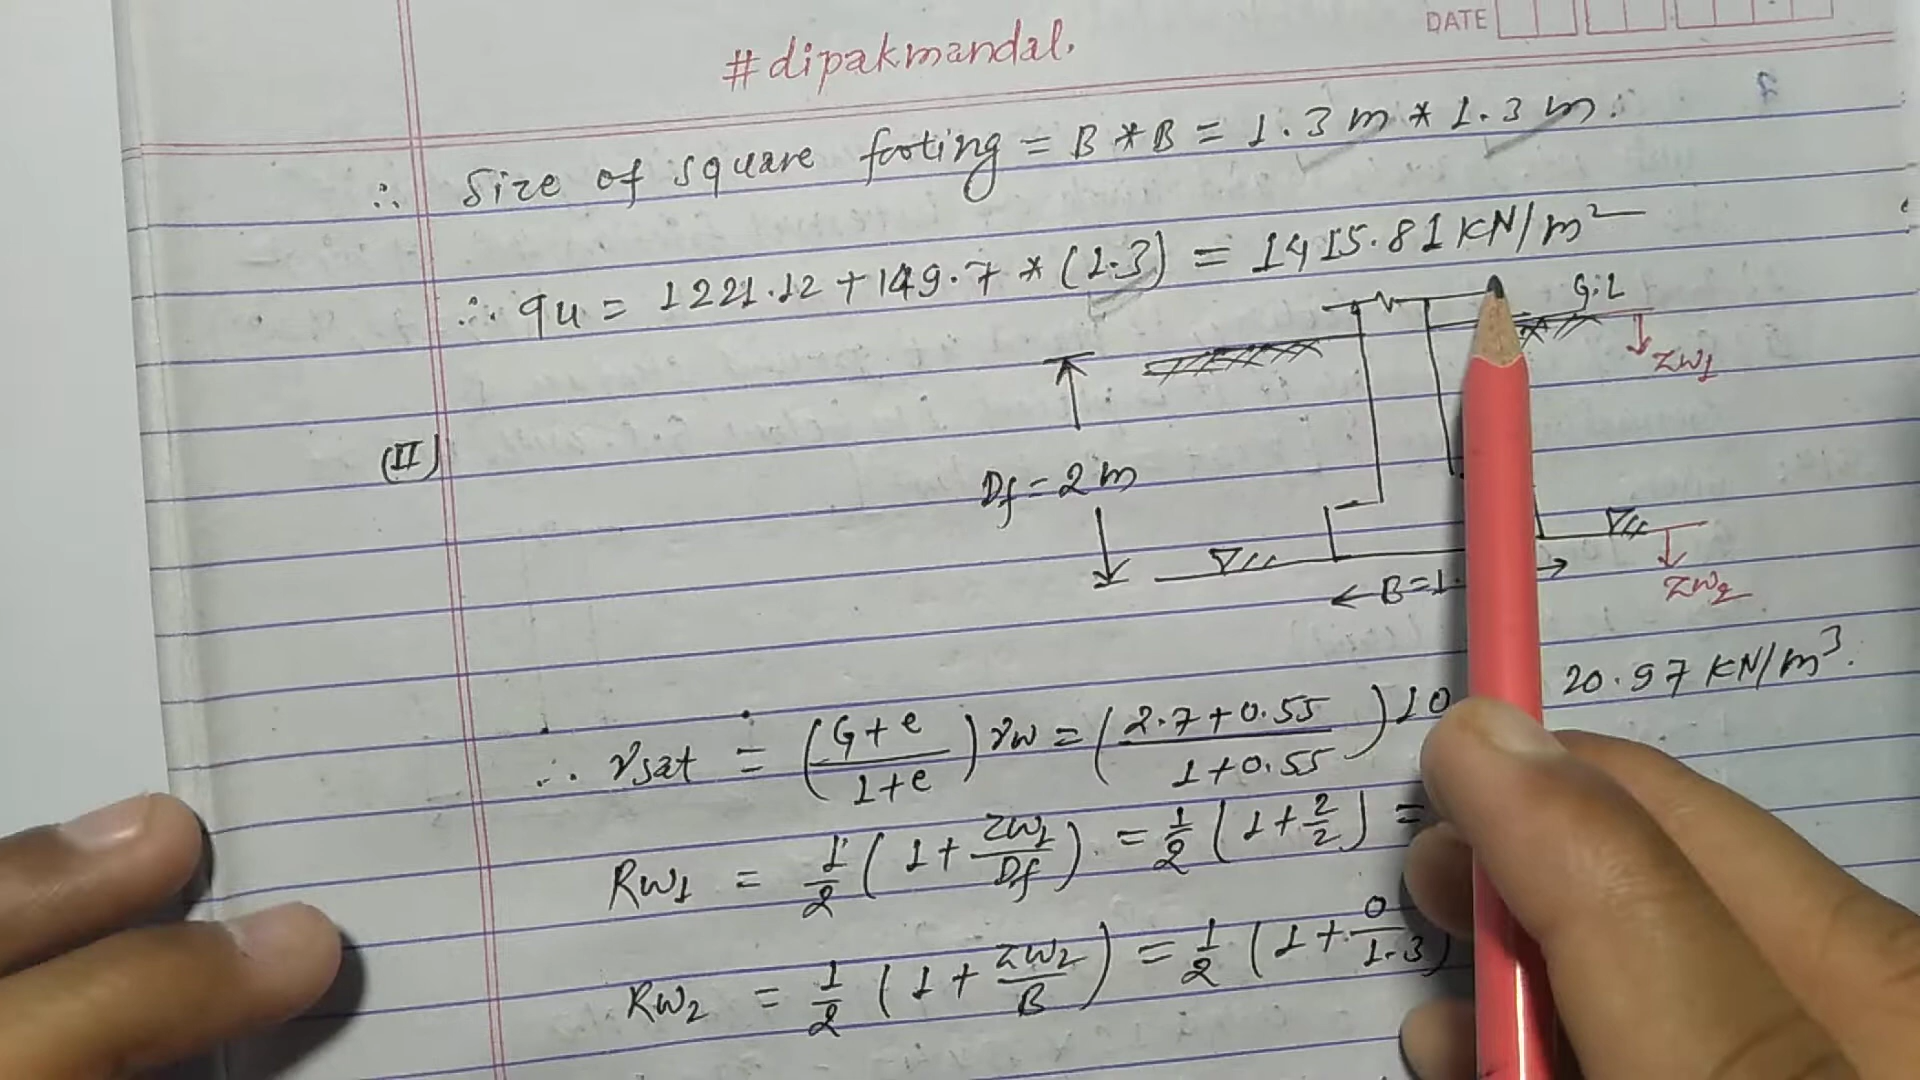 DATE
#dipakmandal.
∴ Size of square footing = B * B = 1.3 m * 1.3 m.
∴ qu = 1221.12 + 149.7 * (1.3) = 1415.81 KN/m²
G.L
Zw1
(II)
Df = 2 m
B = 1.
Zw2
∴ γsat = (G+e / 1+e) γw = (2.7+0.55 / 1+0.55) 10 20.97 KN/m³.
Rw1 = 1/2 (1 + Zw1/Df) = 1/2 (1 + 2/2) =
Rw2 = 1/2 (1 + Zw2/B) = 1/2 (1 + 0/1.3)